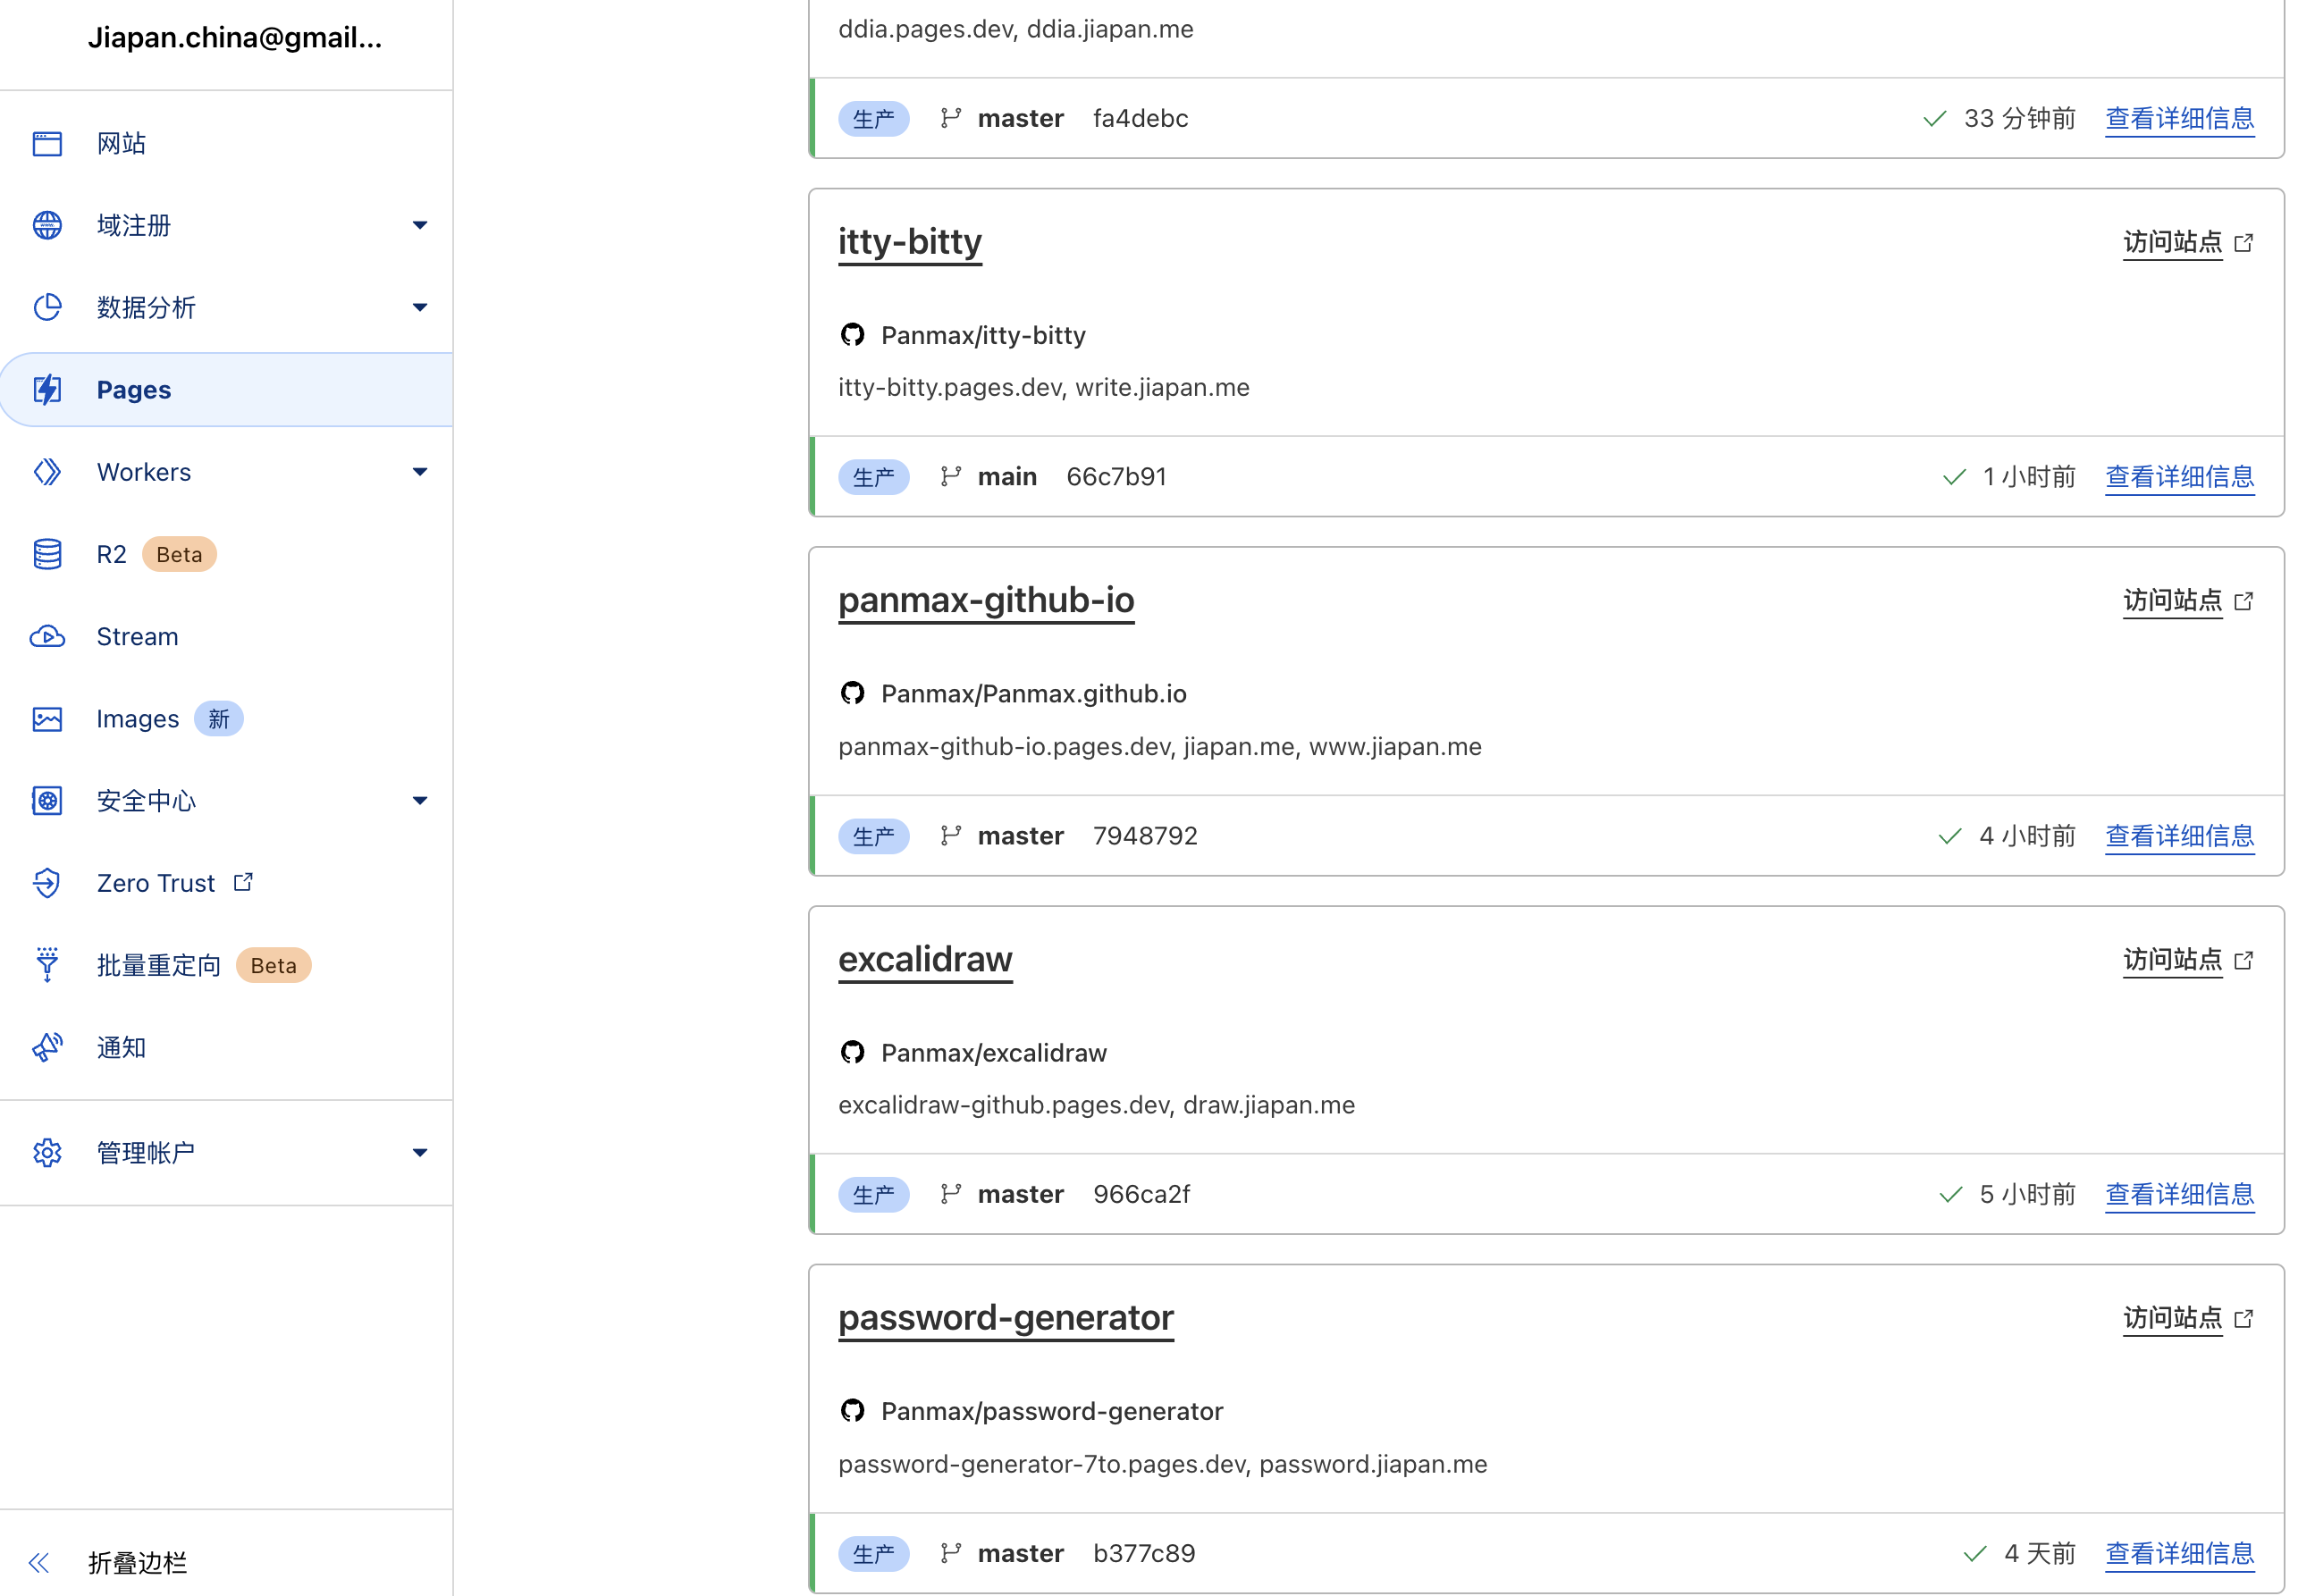 Jiapan.china@gmail...
网站
域注册
数据分析
Pages
Workers
R2 Beta
Stream
Images 新
安全中心
Zero Trust
批量重定向 Beta
通知
管理帐户
折叠边栏
ddia.pages.dev, ddia.jiapan.me
生产 master fa4debc 33 分钟前 查看详细信息
itty-bitty 访问站点
Panmax/itty-bitty
itty-bitty.pages.dev, write.jiapan.me
生产 main 66c7b91 1 小时前 查看详细信息
panmax-github-io 访问站点
Panmax/Panmax.github.io
panmax-github-io.pages.dev, jiapan.me, www.jiapan.me
生产 master 7948792 4 小时前 查看详细信息
excalidraw 访问站点
Panmax/excalidraw
excalidraw-github.pages.dev, draw.jiapan.me
生产 master 966ca2f 5 小时前 查看详细信息
password-generator 访问站点
Panmax/password-generator
password-generator-7to.pages.dev, password.jiapan.me
生产 master b377c89 4 天前 查看详细信息